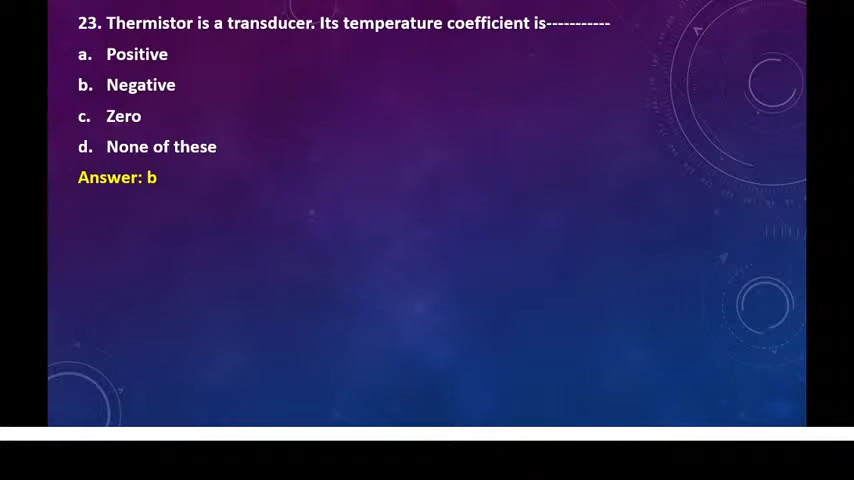 23. Thermistor is a transducer. Its temperature coefficient is-----------
a. Positive
b. Negative
c. Zero
d. None of these
Answer: b